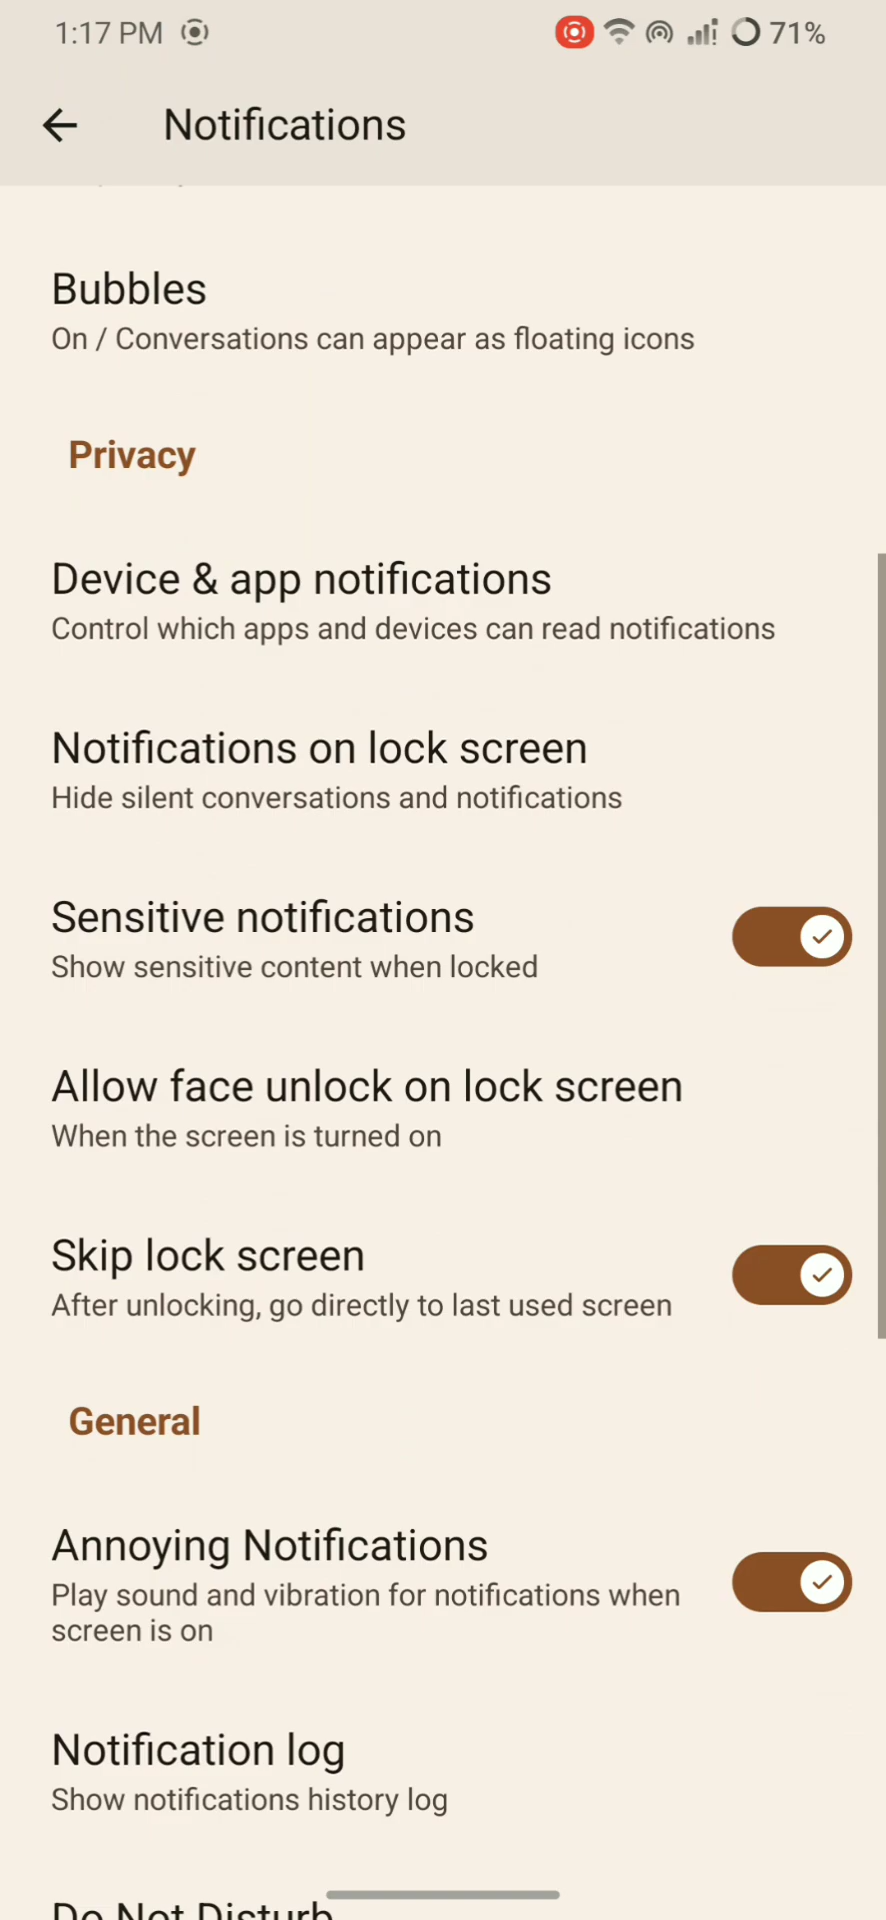 1:17 PM
71%
Notifications
Bubbles
On / Conversations can appear as floating icons
Privacy
Device & app notifications
Control which apps and devices can read notifications
Notifications on lock screen
Hide silent conversations and notifications
Sensitive notifications
Show sensitive content when locked
Allow face unlock on lock screen
When the screen is turned on
Skip lock screen
After unlocking, go directly to last used screen
General
Annoying Notifications
Play sound and vibration for notifications when
screen is on
Notification log
Show notifications history log
Do Not Disturb